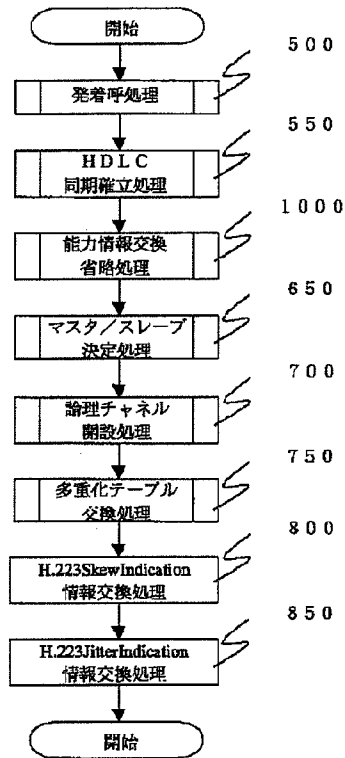 開始
500
発着呼処理
550
HDLC
同期確立処理
1000
能力情報交換
省略処理
650
マスタ/スレーブ
決定処理
700
論理チャネル
開設処理
750
多重化テーブル
交換処理
800
H.223SkewIndication
情報交換処理
850
H.223JitterIndication
情報交換処理
開始